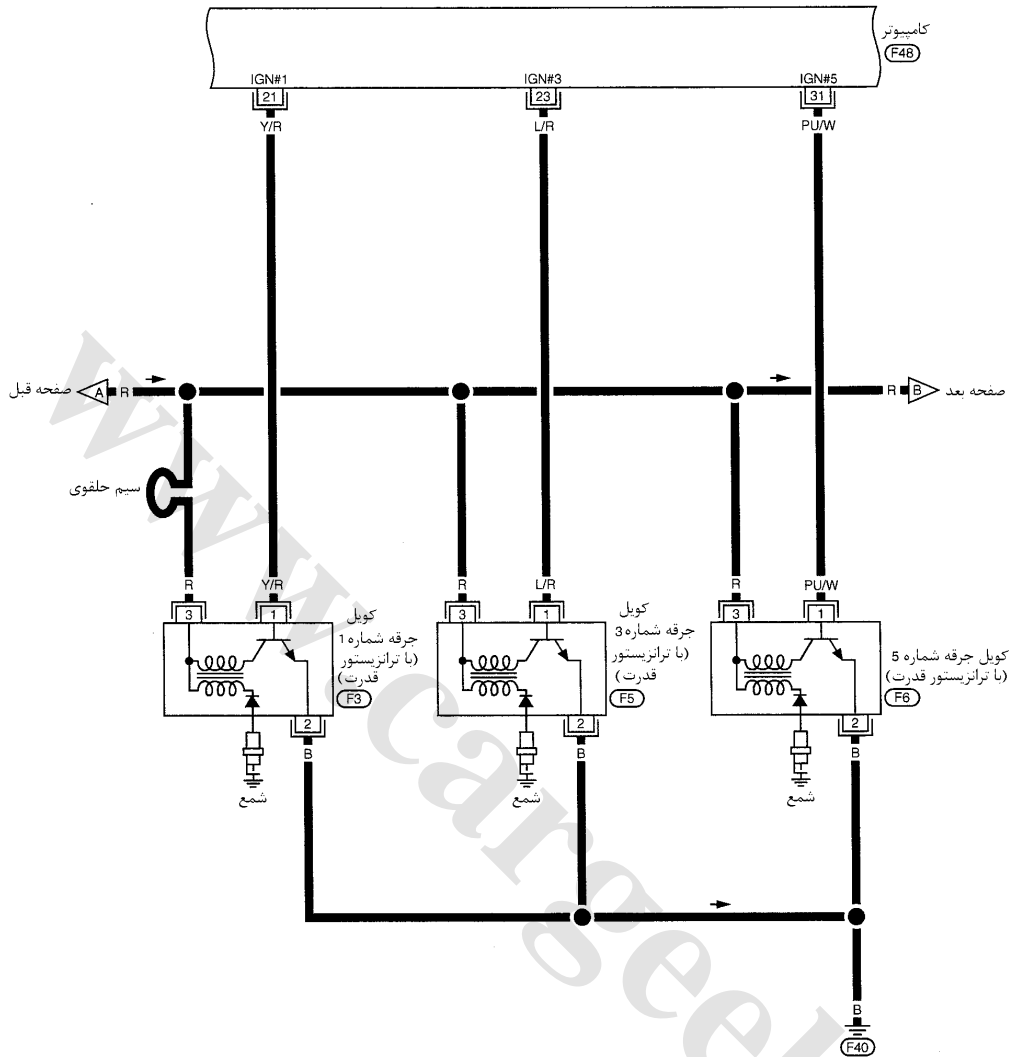 کامپیوتر
F48
IGN#1
IGN#3
IGN#5
21
23
31
Y/R
L/R
PU/W
صفحه قبل
A
R
R
B
صفحه بعد
سیم حلقوی
R
Y/R
R
L/R
R
PU/W
3
1
3
1
3
1
کویل
جرقه شماره 1
(با ترانزیستور
قدرت)
F3
کویل
جرقه شماره 3
(با ترانزیستور
قدرت)
F5
کویل جرقه شماره 5
(با ترانزیستور قدرت)
F6
2
2
2
B
B
B
شمع
شمع
شمع
B
F40
www.cargeek